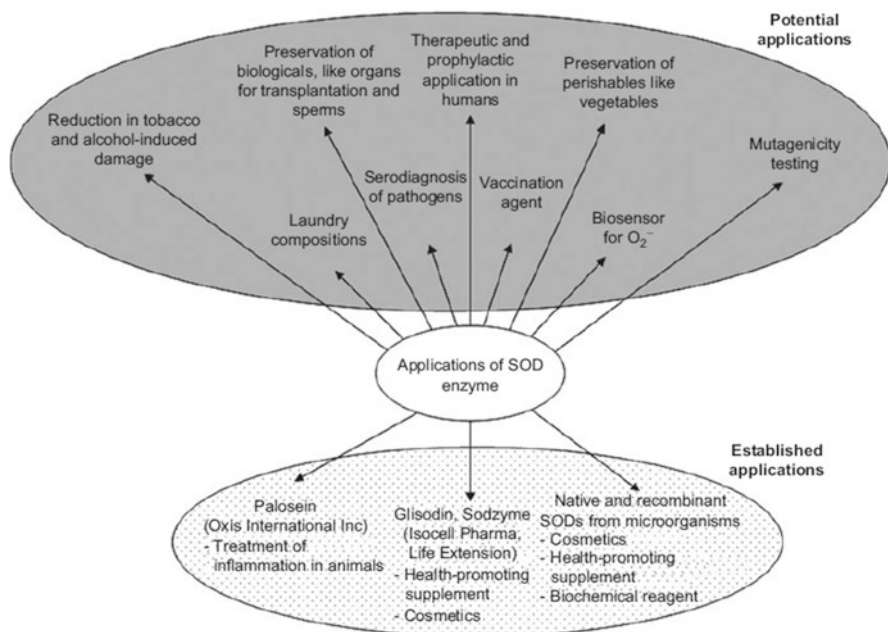 Potential
applications
Preservation of
biologicals, like organs
for transplantation and
sperms
Therapeutic and
prophylactic
application in
humans
Preservation of
perishables like
vegetables
Reduction in tobacco
and alcohol-induced
damage
Mutagenicity
testing
Serodiagnosis
of pathogens
Vaccination
agent
Laundry
compositions
Biosensor
for O₂⁻
Applications of SOD
enzyme
Established
applications
Palosein
(Oxis International Inc)
- Treatment of
inflammation in animals
Glisodin, Sodzyme
(Isocell Pharma,
Life Extension)
- Health-promoting
supplement
- Cosmetics
Native and recombinant
SODs from microorganisms
- Cosmetics
- Health-promoting
supplement
- Biochemical reagent